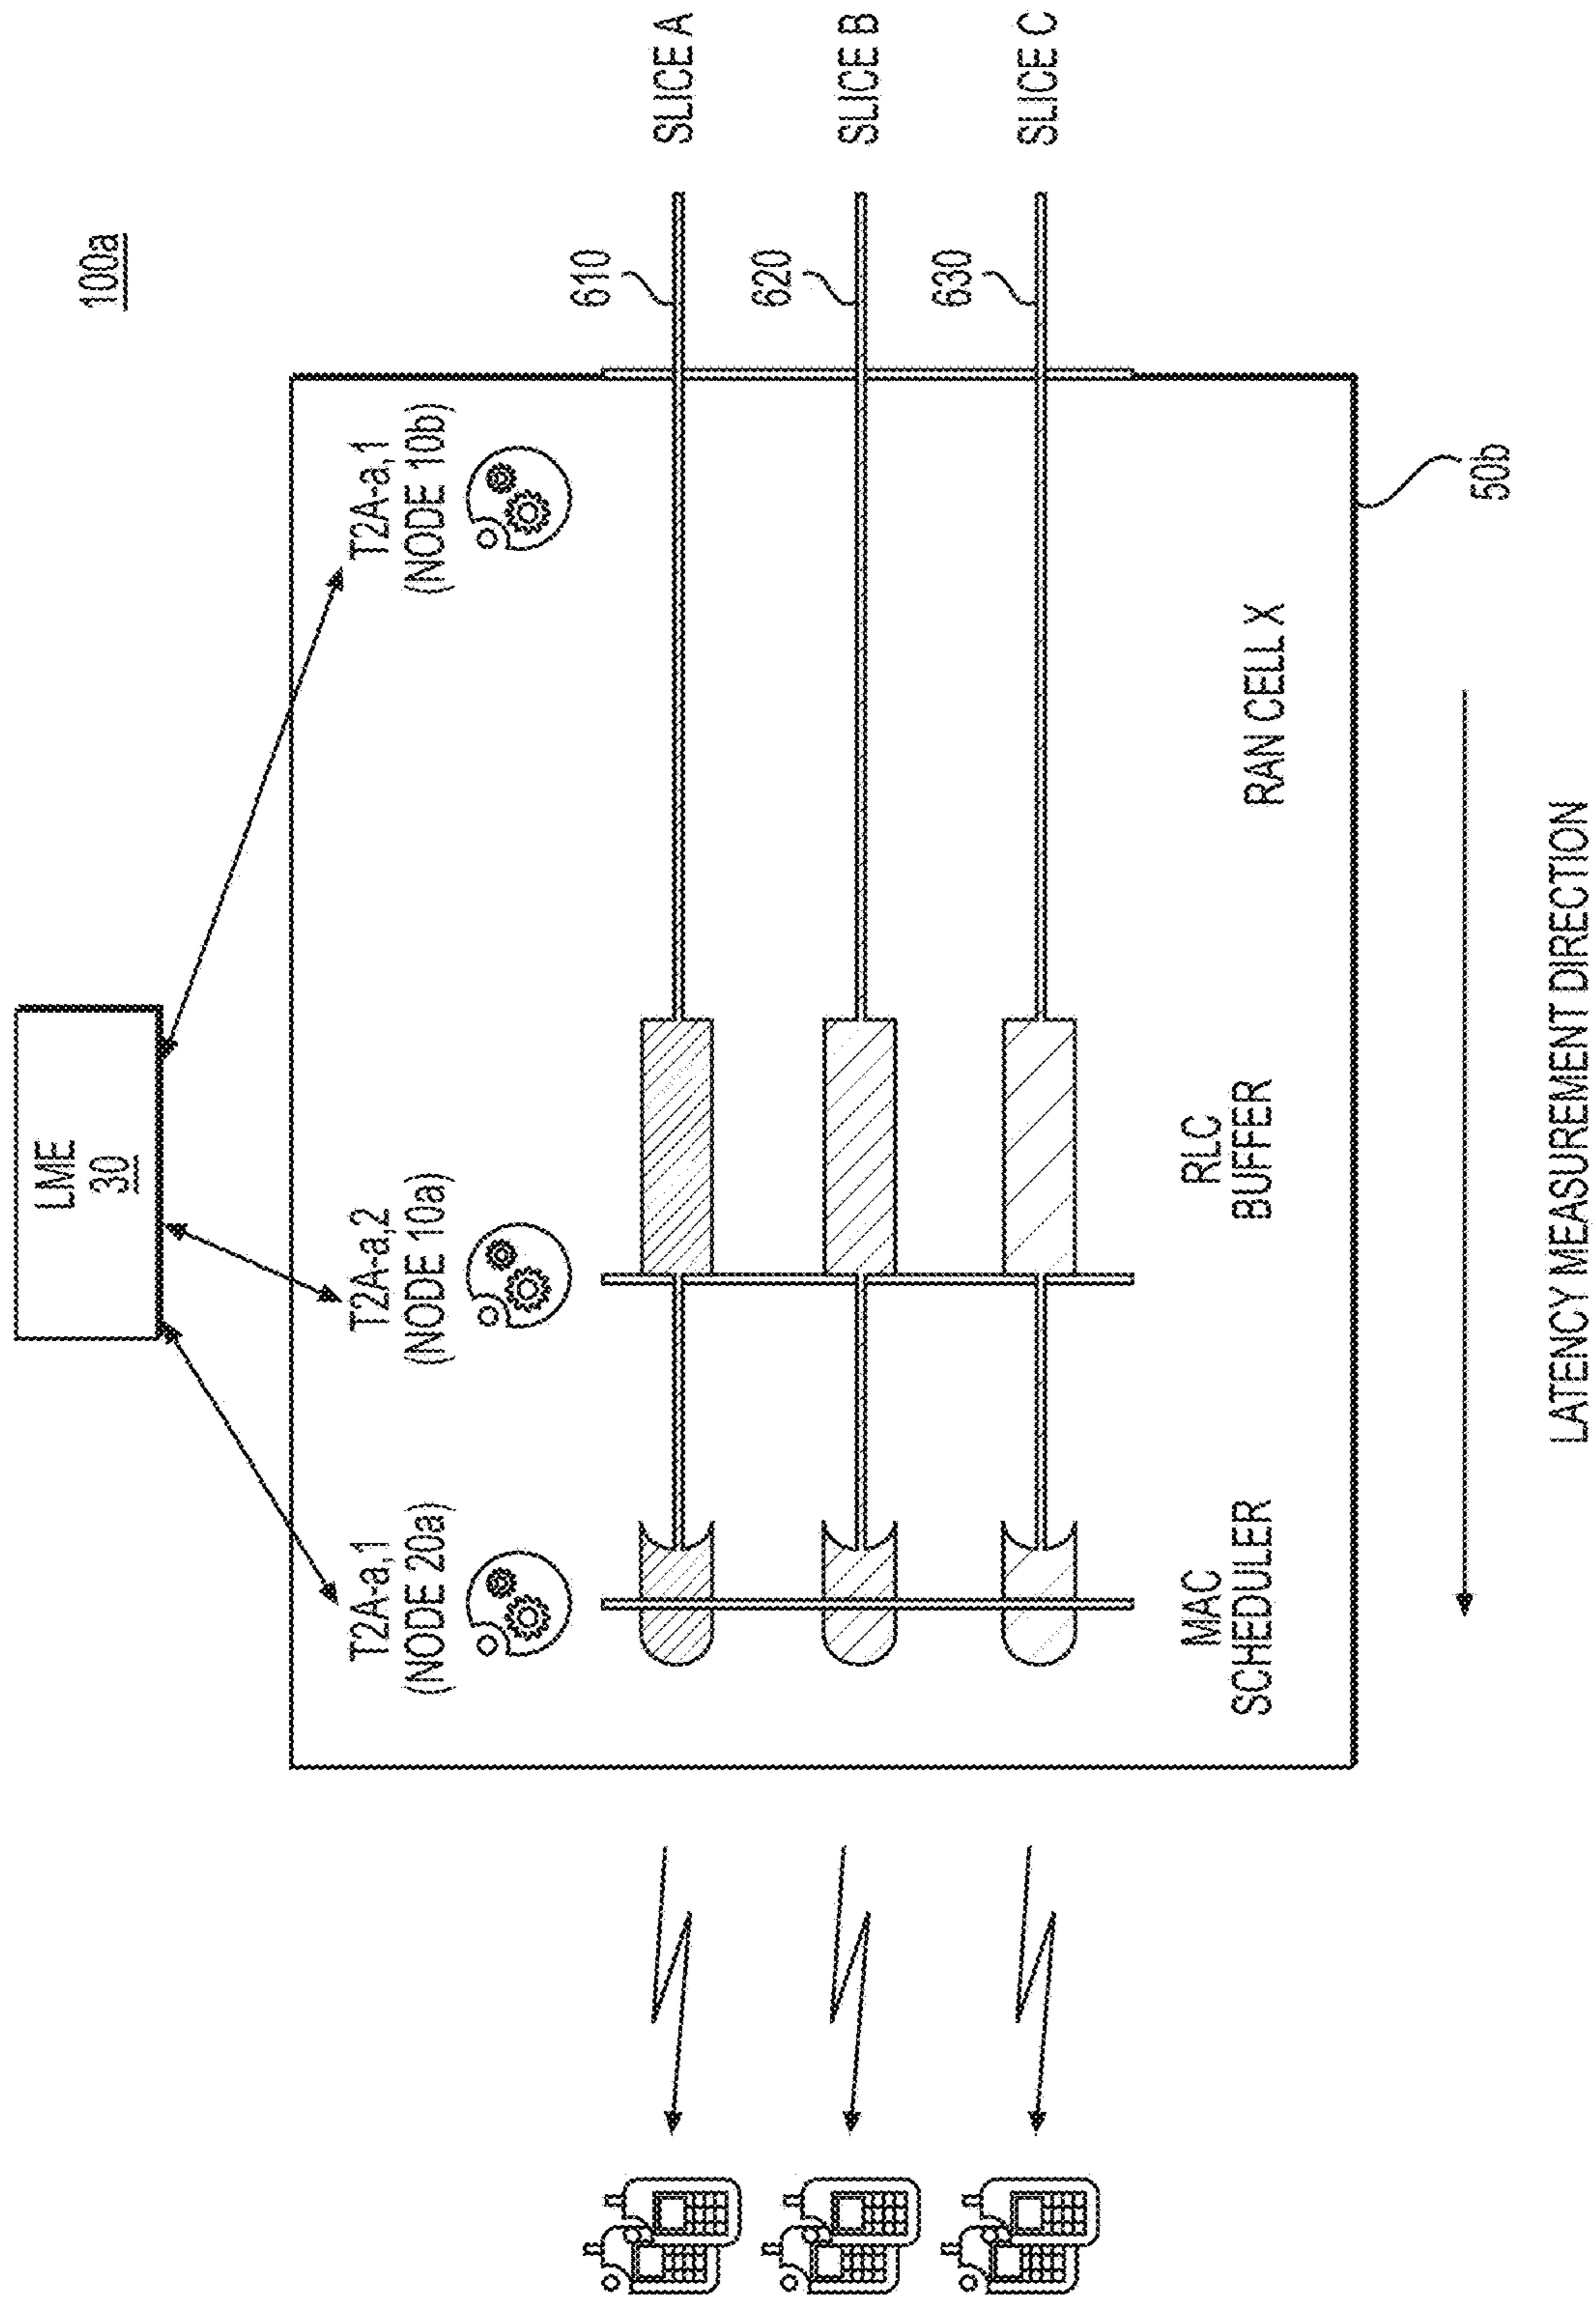 100a
LME
30
T2A-a,1
(NODE 20a)
T2A-a,2
(NODE 10a)
T2A-a,1
(NODE 10b)
610
SLICE A
620
SLICE B
630
SLICE C
MAC
SCHEDULER
RLC
BUFFER
RAN CELL X
50b
LATENCY MEASUREMENT DIRECTION